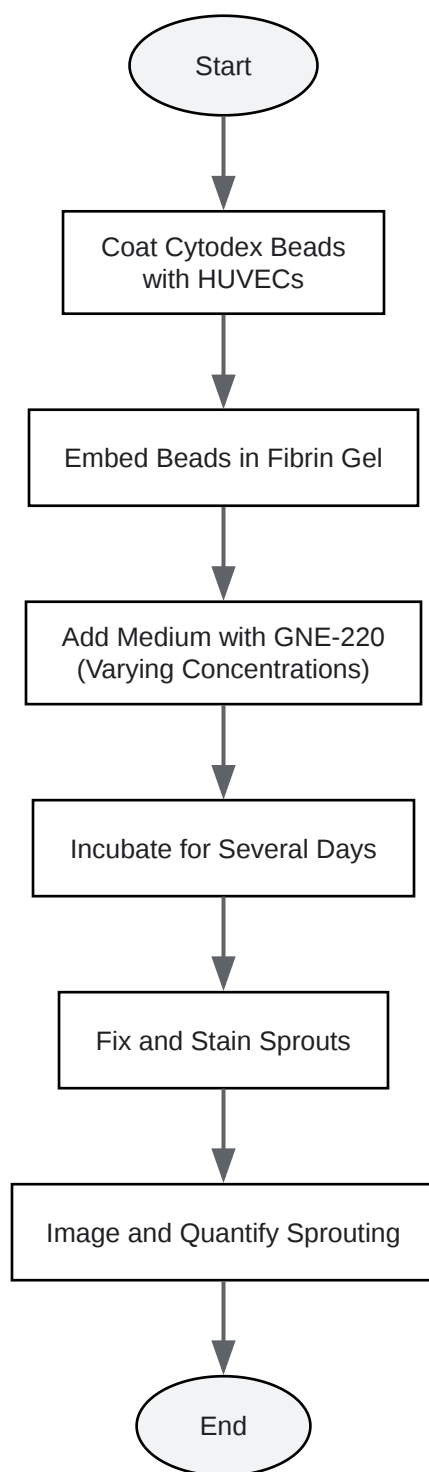 Start
Coat Cytodex Beads
with HUVECs
Embed Beads in Fibrin Gel
Add Medium with GNE-220
(Varying Concentrations)
Incubate for Several Days
Fix and Stain Sprouts
Image and Quantify Sprouting
End